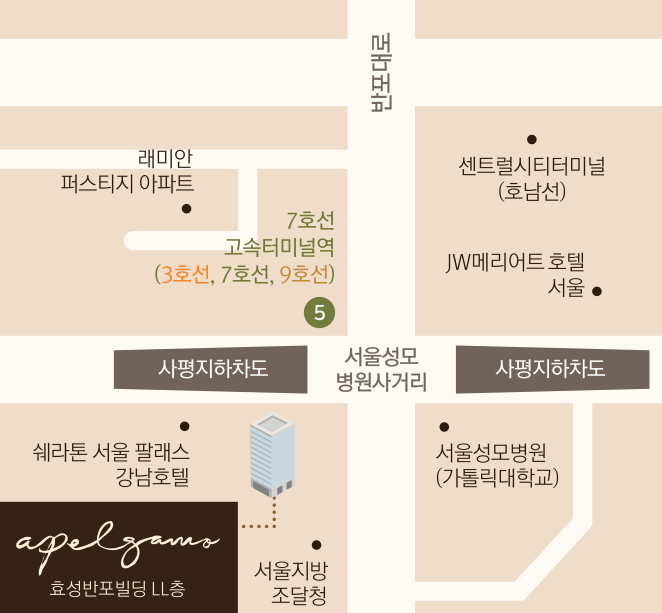 반포대로
래미안
퍼스티지 아파트
센트럴시티터미널
(호남선)
7호선
고속터미널역
(3호선, 7호선, 9호선)
5
JW메리어트 호텔
서울
사평지하차도
서울성모
병원사거리
사평지하차도
쉐라톤 서울 팔래스
강남호텔
서울성모병원
(가톨릭대학교)
apelgamo
효성반포빌딩 LL층
서울지방
조달청